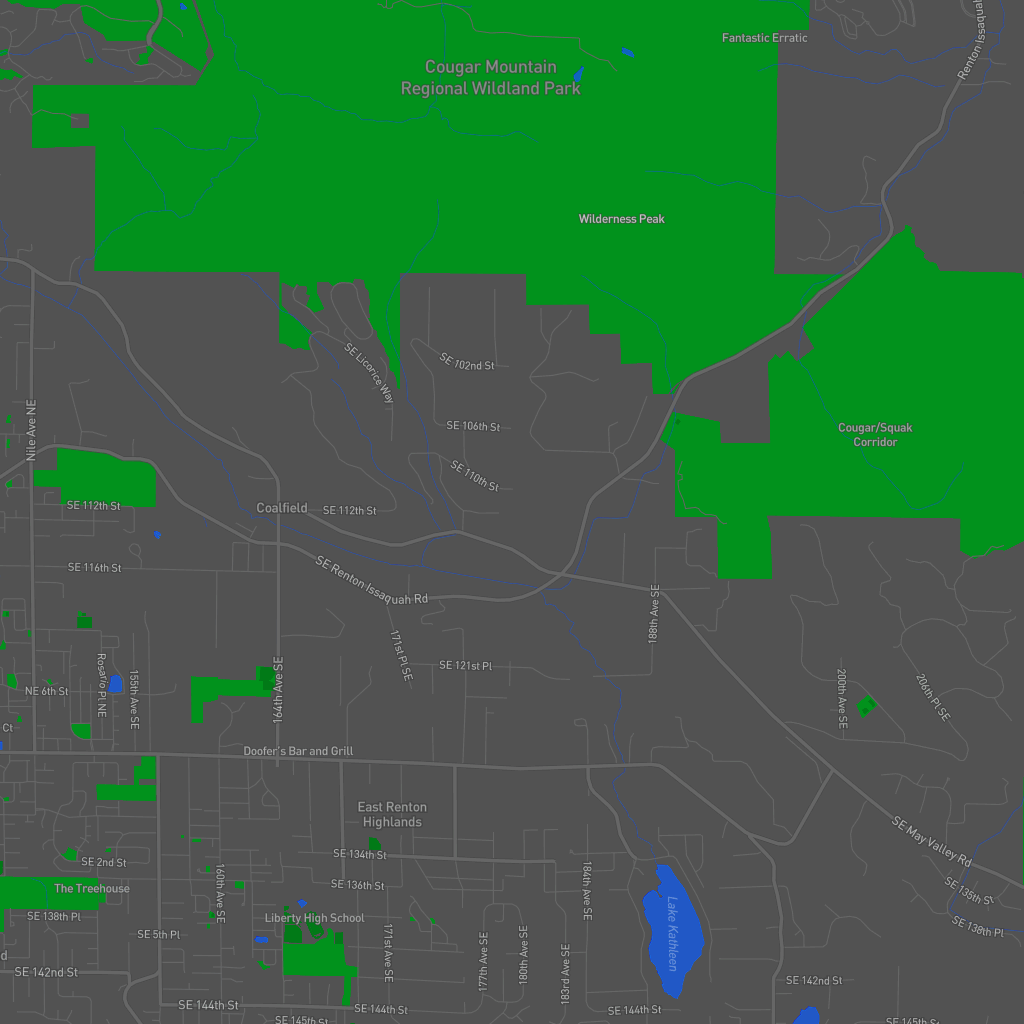 Fantastic Erratic
Renton Issaquah
Cougar Mountain
Regional Wildland Park
Wilderness Peak
SE Licorice Way
SE 102nd St
Nile Ave NE
SE 106th St
Cougar/Squak
Corridor
SE 110th St
SE 112th St
Coalfield
SE 112th St
SE 116th St
SE Renton Issaquah Rd
188th Ave SE
171st Pl SE
Rosario Pl NE
155th Ave SE
164th Ave SE
SE 121st Pl
NE 6th St
200th Ave SE
206th Pl SE
Ct
Doofer's Bar and Grill
East Renton
Highlands
SE May Valley Rd
SE 134th St
SE 2nd St
SE 136th St
The Treehouse
160th Ave SE
184th Ave SE
SE 135th St
SE 138th Pl
Liberty High School
SE 138th Pl
SE 5th Pl
Lake Kathleen
171st Ave SE
177th Ave SE
180th Ave SE
183rd Ave SE
SE 142nd St
SE 142nd St
SE 144th St
SE 144th St
SE 144th St
SE 145th St
SE 145th St